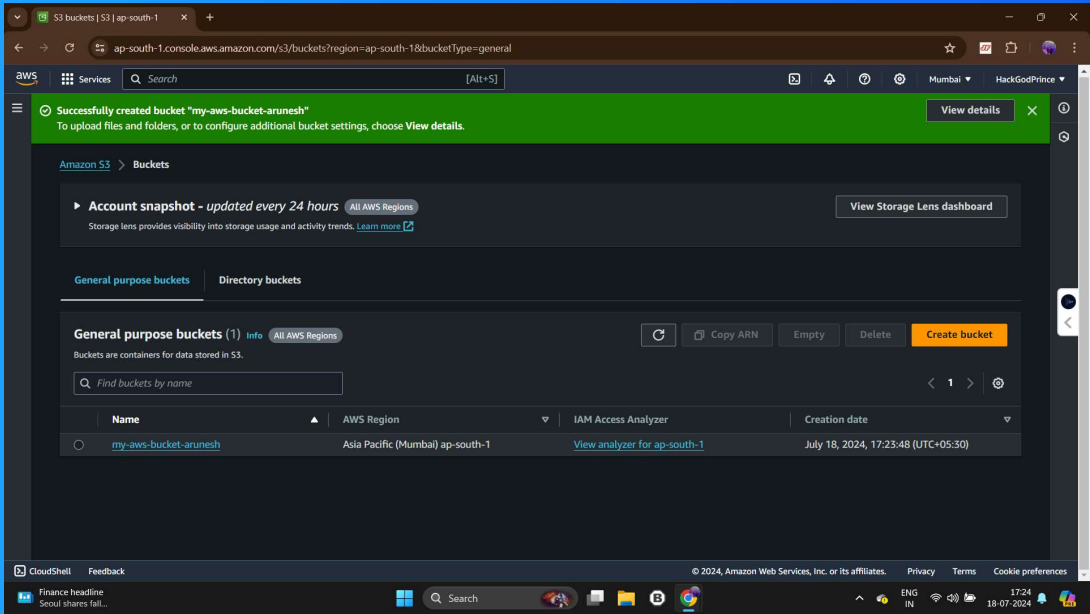 S3 buckets | S3 | ap-south-1
ap-south-1.console.aws.amazon.com/s3/buckets?region=ap-south-1&bucketType=general
aws Services Search [Alt+S] Mumbai HackGodPrince
Successfully created bucket "my-aws-bucket-arunesh"
To upload files and folders, or to configure additional bucket settings, choose View details.
View details
Amazon S3 > Buckets
Account snapshot - updated every 24 hours All AWS Regions
Storage lens provides visibility into storage usage and activity trends. Learn more
View Storage Lens dashboard
General purpose buckets Directory buckets
General purpose buckets (1) Info All AWS Regions
Buckets are containers for data stored in S3.
Copy ARN Empty Delete Create bucket
Find buckets by name
1
Name AWS Region IAM Access Analyzer Creation date
my-aws-bucket-arunesh Asia Pacific (Mumbai) ap-south-1 View analyzer for ap-south-1 July 18, 2024, 17:23:48 (UTC+05:30)
CloudShell Feedback © 2024, Amazon Web Services, Inc. or its affiliates. Privacy Terms Cookie preferences
Finance headline
Seoul shares fall...
Search
B
ENG
IN
17:24
18-07-2024